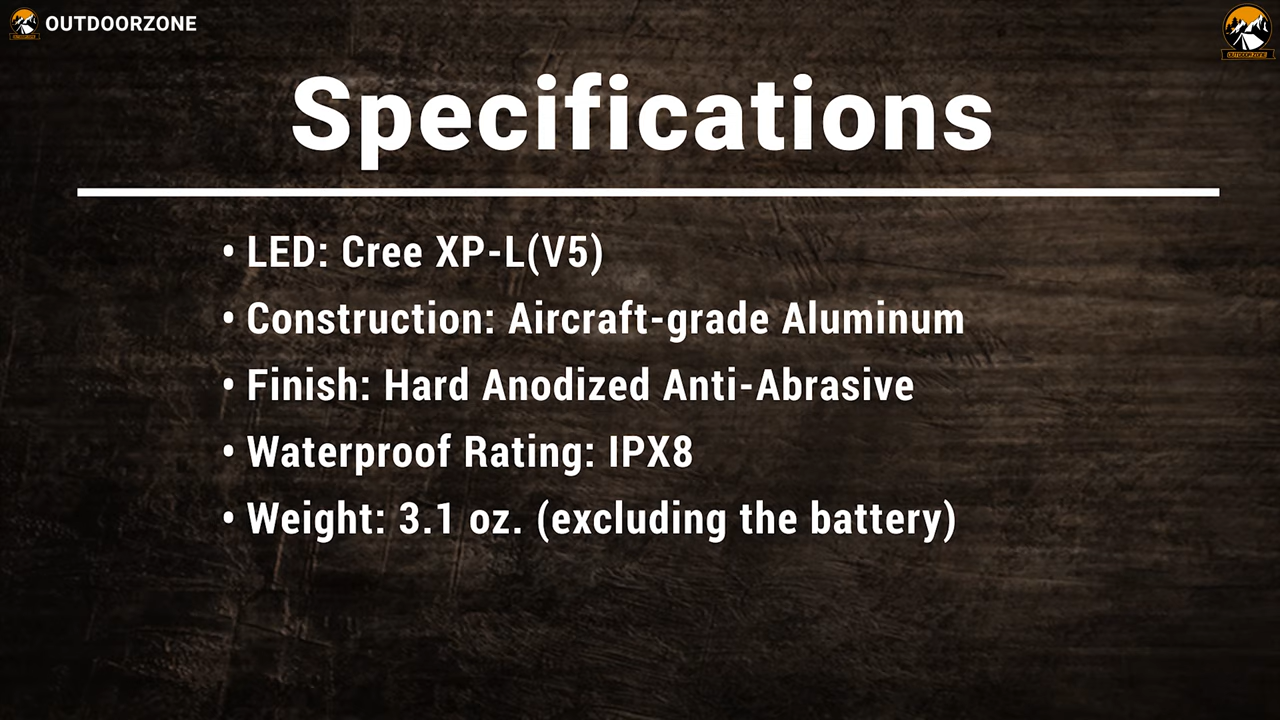 OUTDOORZONE
OUTDOORZONE
Specifications
• LED: Cree XP-L(V5)
• Construction: Aircraft-grade Aluminum
• Finish: Hard Anodized Anti-Abrasive
• Waterproof Rating: IPX8
• Weight: 3.1 oz. (excluding the battery)